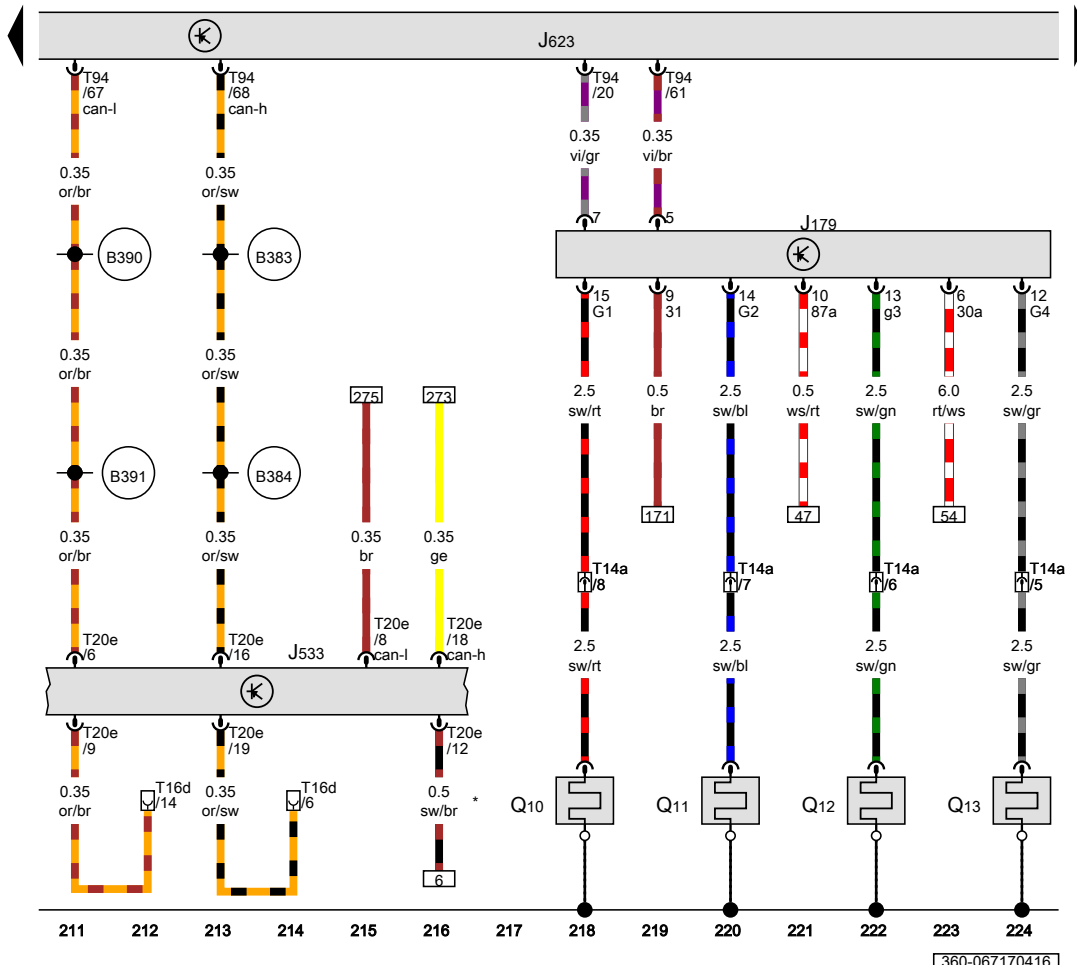 J623
T94
/67
can-l
T94
/68
can-h
T94
/20
T94
/61
0.35
vi/gr
0.35
vi/br
0.35
or/br
0.35
or/sw
7
5
J179
B390
B383
15
G1
9
31
14
G2
10
87a
13
g3
6
30a
12
G4
0.35
or/br
0.35
or/sw
275
273
2.5
sw/rt
0.5
br
2.5
sw/bl
0.5
ws/rt
2.5
sw/gn
6.0
rt/ws
2.5
sw/gr
B391
B384
171
47
54
0.35
or/br
0.35
or/sw
0.35
br
0.35
ge
T14a
/8
T14a
/7
T14a
/6
T14a
/5
T20e
/6
T20e
/16
J533
T20e
/8
can-l
T20e
/18
can-h
2.5
sw/rt
2.5
sw/bl
2.5
sw/gn
2.5
sw/gr
T20e
/9
T20e
/19
T20e
/12
0.35
or/br
T16d
/14
0.35
or/sw
T16d
/6
0.5
sw/br
*
Q10
Q11
Q12
Q13
6
211 212 213 214 215 216 217 218 219 220 221 222 223 224
360-067170416